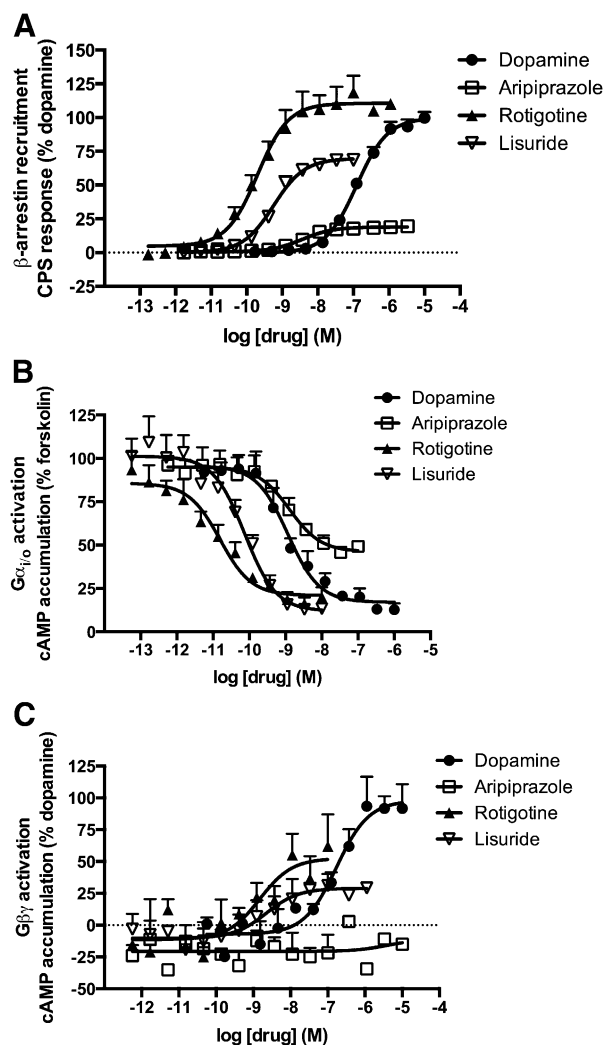 A
β-arrestin recruitment
CPS response (% dopamine)
150
125
100
75
50
25
0
-25
-13 -12 -11 -10 -9 -8 -7 -6 -5 -4
log [drug] (M)
Dopamine
Aripiprazole
Rotigotine
Lisuride
B
Gαi/o activation
cAMP accumulation (% forskolin)
125
100
75
50
25
0
-13 -12 -11 -10 -9 -8 -7 -6 -5
log [drug] (M)
Dopamine
Aripiprazole
Rotigotine
Lisuride
C
Gβγ activation
cAMP accumulation (% dopamine)
125
100
75
50
25
0
-25
-50
-12 -11 -10 -9 -8 -7 -6 -5 -4
log [drug] (M)
Dopamine
Aripiprazole
Rotigotine
Lisuride